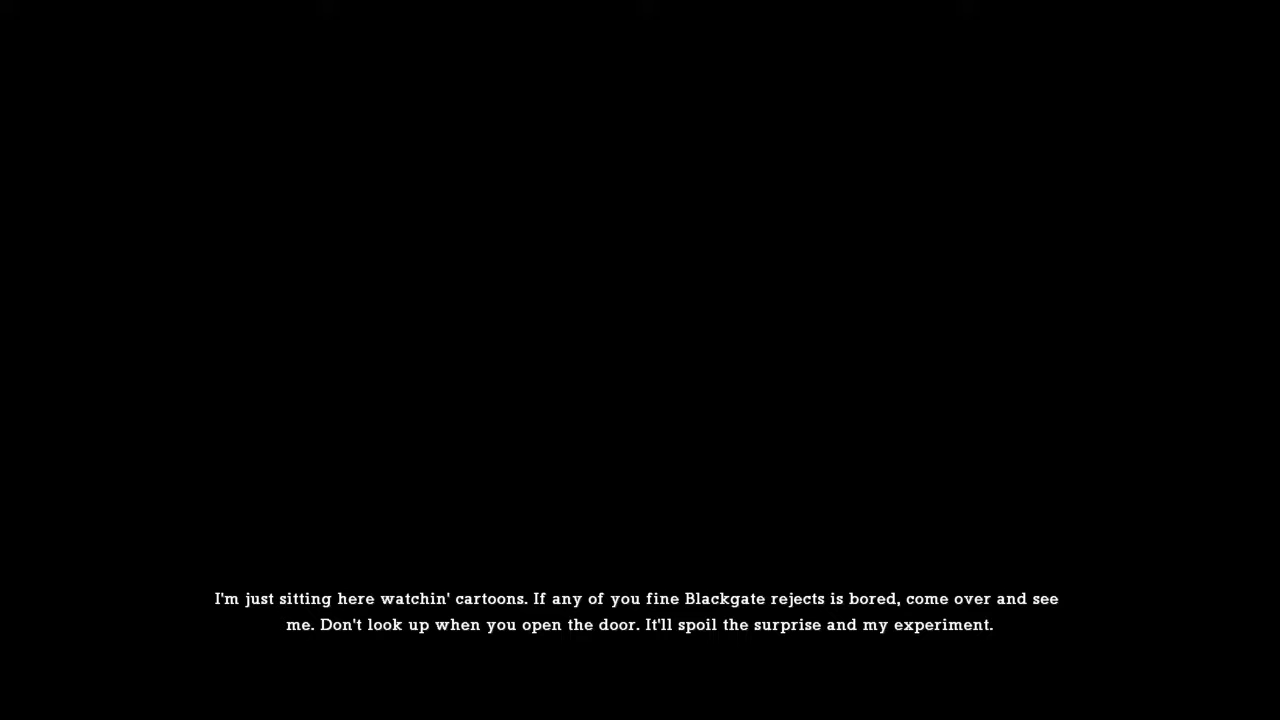 I'm just sitting here watchin' cartoons. If any of you fine Blackgate rejects is bored, come over and see
me. Don't look up when you open the door. It'll spoil the surprise and my experiment.